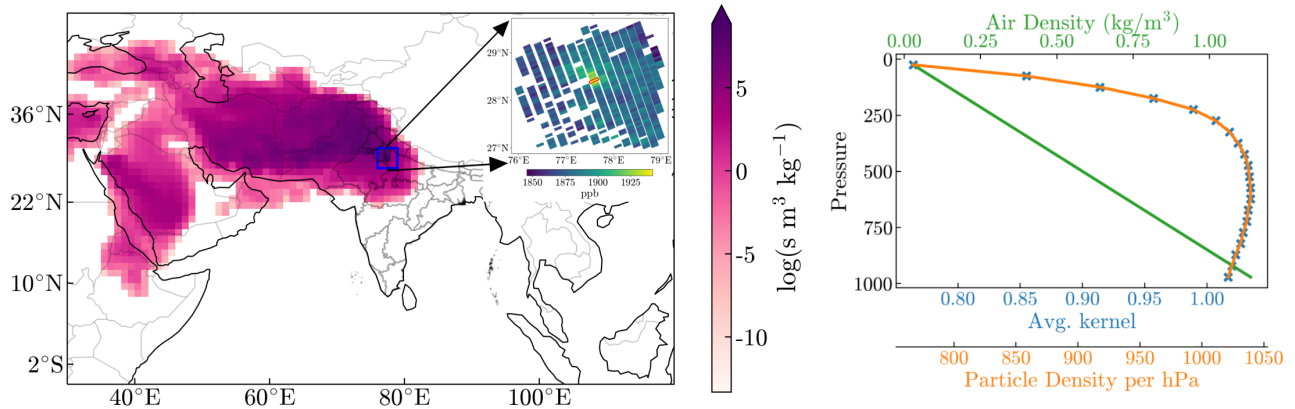 36°N
22°N
10°N
2°S
40°E
60°E
80°E
100°E
29°N
28°N
27°N
76°E
77°E
78°E
79°E
1850
1875
1900
1925
ppb
5
0
-5
-10
log(s m³ kg⁻¹)
Air Density (kg/m³)
0.00
0.25
0.50
0.75
1.00
0
250
500
750
1000
Pressure
0.80
0.85
0.90
0.95
1.00
Avg. kernel
800
850
900
950
1000
1050
Particle Density per hPa